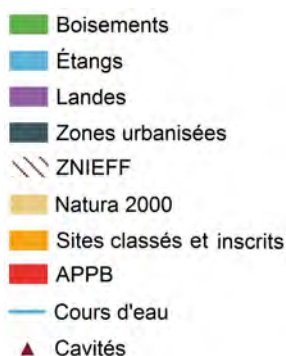 Boisements
Étangs
Landes
Zones urbanisées
ZNIEFF
Natura 2000
Sites classés et inscrits
APPB
Cours d'eau
Cavités